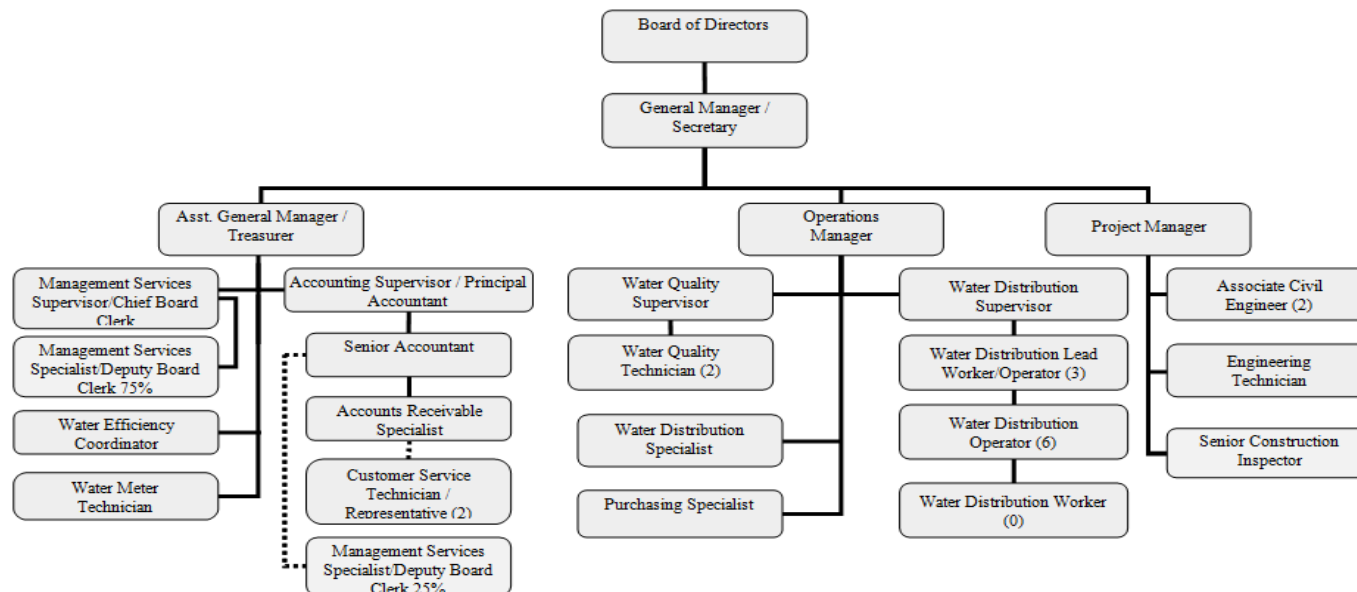 Board of Directors
General Manager /
Secretary
Asst. General Manager /
Treasurer
Operations
Manager
Project Manager
Management Services
Supervisor/Chief Board
Clerk
Accounting Supervisor / Principal
Accountant
Water Quality
Supervisor
Water Distribution
Supervisor
Associate Civil
Engineer (2)
Management Services
Specialist/Deputy Board
Clerk 75%
Senior Accountant
Water Quality
Technician (2)
Water Distribution Lead
Worker/Operator (3)
Engineering
Technician
Water Efficiency
Coordinator
Accounts Receivable
Specialist
Water Distribution
Specialist
Water Distribution
Operator (6)
Senior Construction
Inspector
Water Meter
Technician
Customer Service
Technician /
Representative (2)
Purchasing Specialist
Water Distribution Worker
(0)
Management Services
Specialist/Deputy Board
Clerk 25%